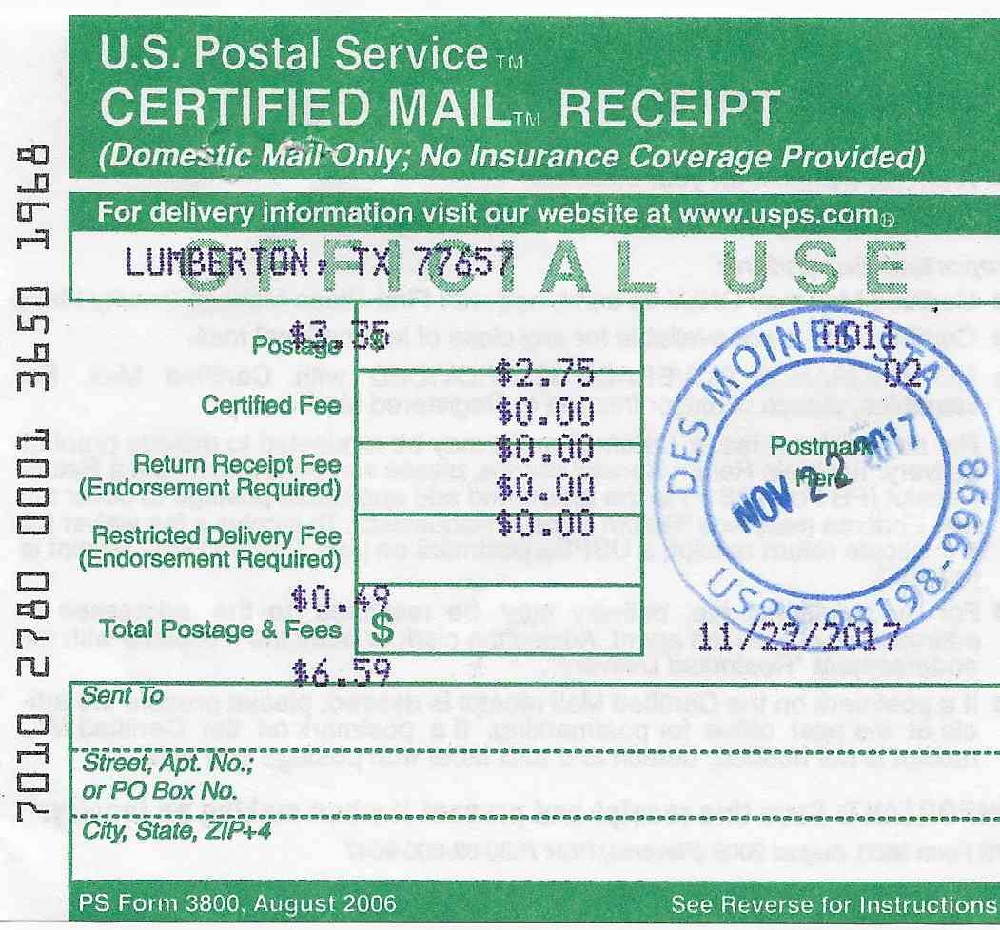 U.S. Postal Service TM
CERTIFIED MAIL TM RECEIPT
(Domestic Mail Only; No Insurance Coverage Provided)
For delivery information visit our website at www.usps.com®
OFFICIAL USE
LUMBERTON, TX 77657
Postage $
$3.35
$2.75
Certified Fee
$0.00
Return Receipt Fee
(Endorsement Required)
$0.00
$0.00
Restricted Delivery Fee
(Endorsement Required)
$0.00
$0.49
Total Postage & Fees $
$6.59
DES MOINES
02
Postmark
Here
NOV 22 2017
USPS 98198-9998
11/22/2017
Sent To
Street, Apt. No.;
or PO Box No.
City, State, ZIP+4
PS Form 3800, August 2006
See Reverse for Instructions
7010 2780 0001 3650 1968